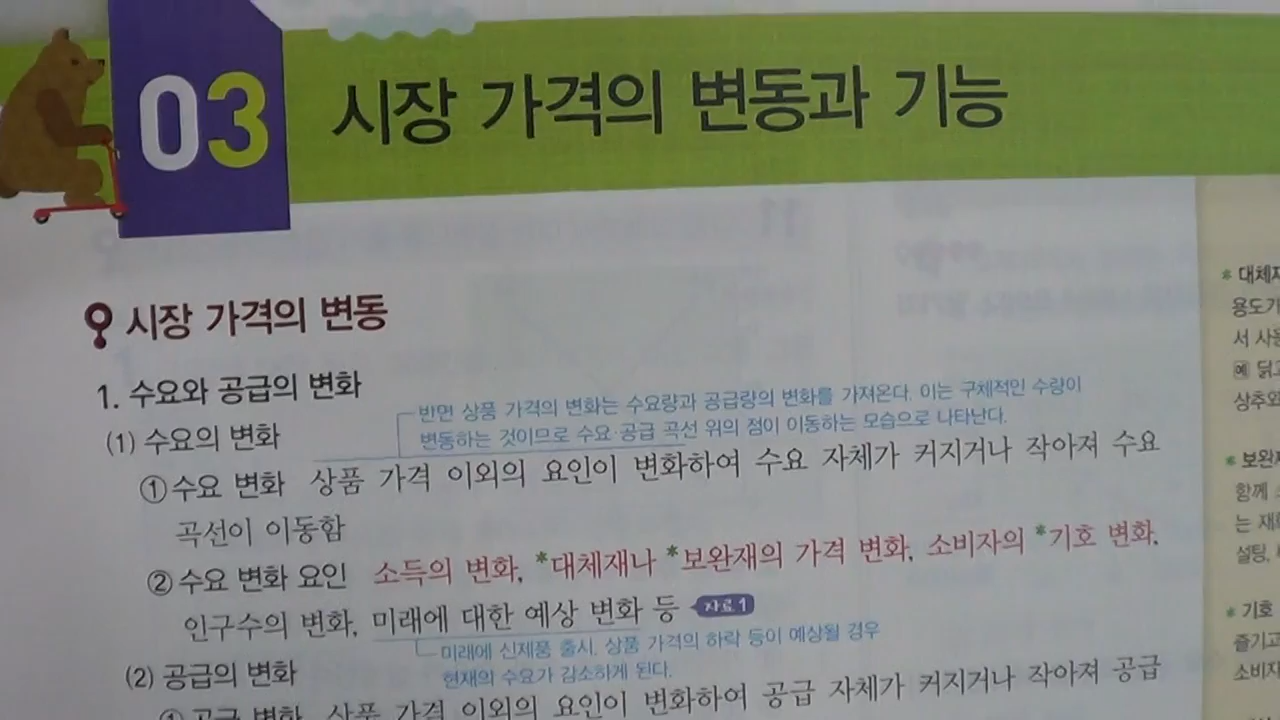 03
시장 가격의 변동과 기능
시장 가격의 변동
1. 수요와 공급의 변화
반면 상품 가격의 변화는 수요량과 공급량의 변화를 가져온다. 이는 구체적인 수량이
변동하는 것이므로 수요·공급 곡선 위의 점이 이동하는 모습으로 나타난다.
(1) 수요의 변화
① 수요 변화 상품 가격 이외의 요인이 변화하여 수요 자체가 커지거나 작아져 수요
곡선이 이동함
② 수요 변화 요인 소득의 변화, *대체재나 *보완재의 가격 변화, 소비자의 *기호 변화,
인구수의 변화, 미래에 대한 예상 변화 등 자료 1
미래에 신제품 출시, 상품 가격의 하락 등이 예상될 경우
현재의 수요가 감소하게 된다.
(2) 공급의 변화
① 공급 변화 상품 가격 이외의 요인이 변화하여 공급 자체가 커지거나 작아져 공급
* 대체
용도가
서 사
예 닭
상추와
* 보완
함께
는 재
설탕,
* 기호
즐기고
소비자